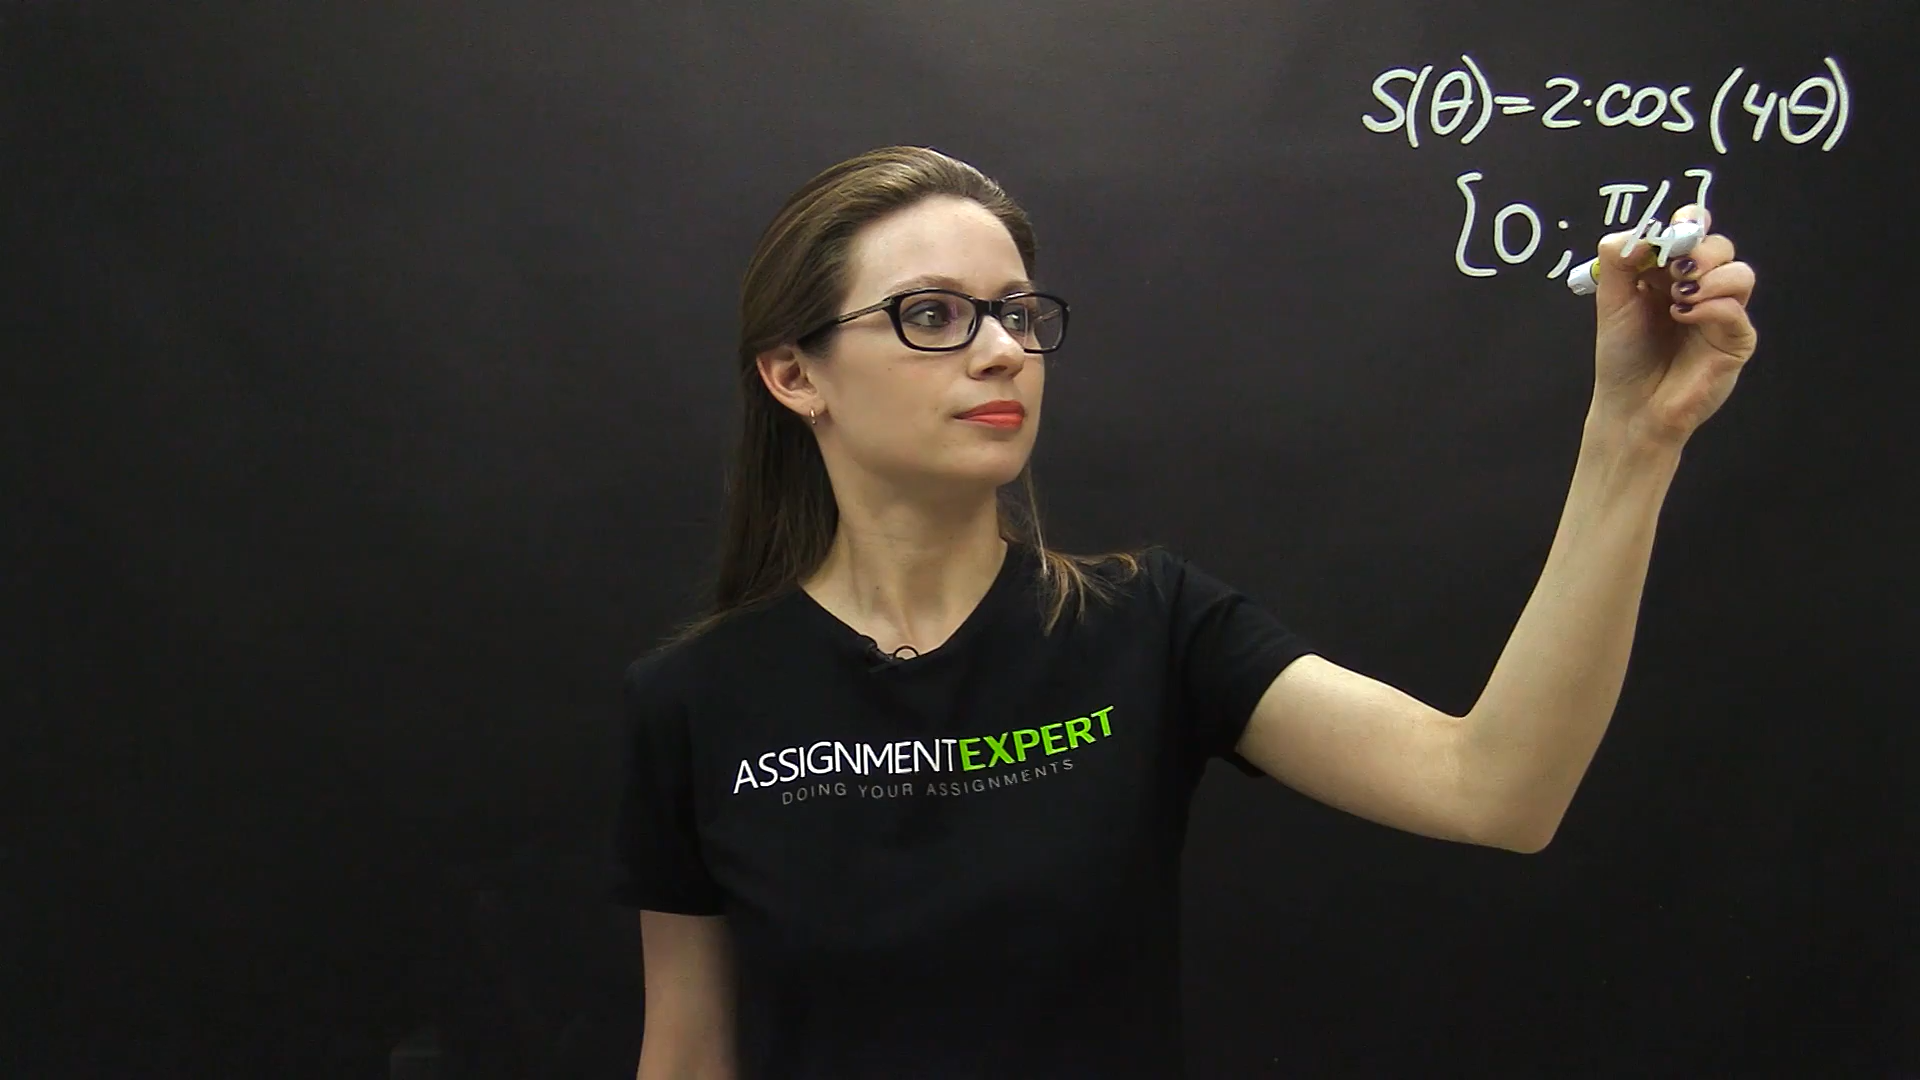 S(θ)=2·cos(4θ)
[0; π/4]
ASSIGNMENTEXPERT
DOING YOUR ASSIGNMENTS